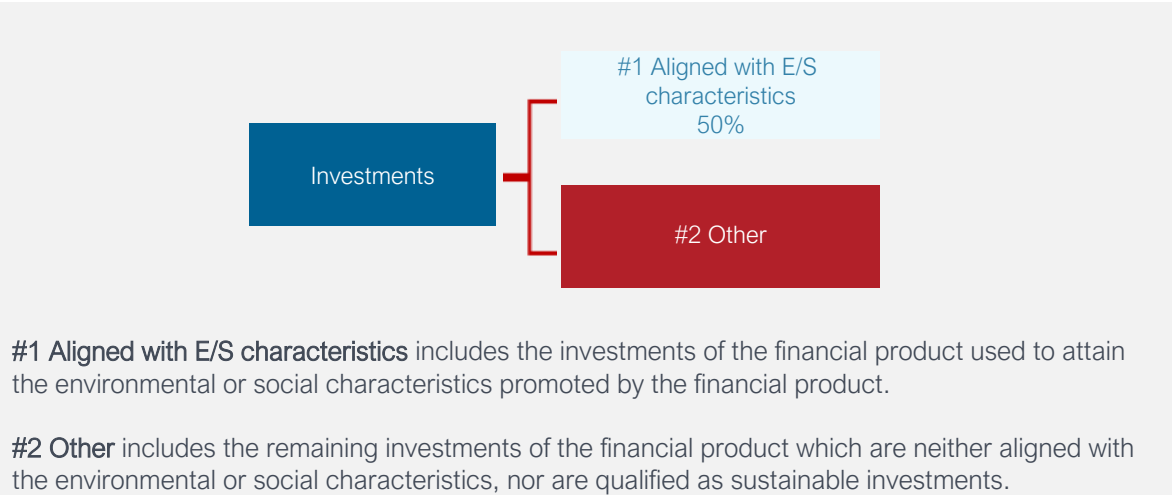 #1 Aligned with E/S
characteristics
50%
Investments
#2 Other
#1 Aligned with E/S characteristics includes the investments of the financial product used to attain
the environmental or social characteristics promoted by the financial product.
#2 Other includes the remaining investments of the financial product which are neither aligned with
the environmental or social characteristics, nor are qualified as sustainable investments.